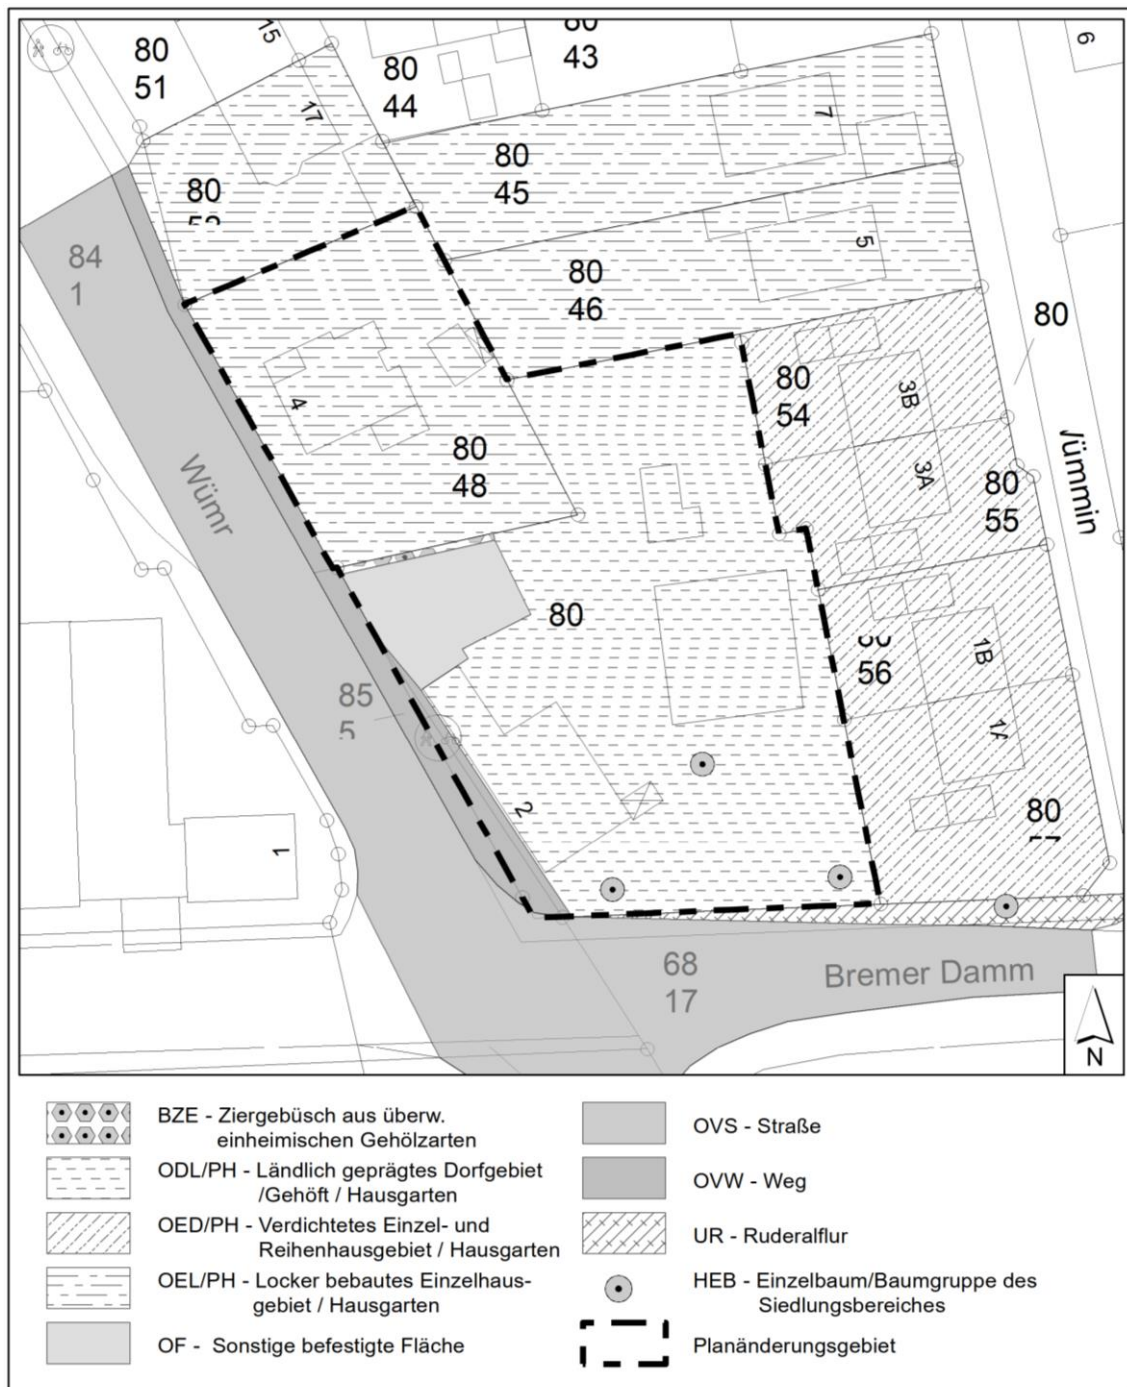 15
80
51
80
44
43
6
17
80
45
7
80
84
1
80
46
5
80
80
54
3B
4
80
48
3A
80
55
Wümr
80
56
1B
85
2
80
1
68
17
Bremer Damm
N
BZE - Ziergebüsch aus überw.
einheimischen Gehölzarten
ODL/PH - Ländlich geprägtes Dorfgebiet
/Gehöft / Hausgarten
OED/PH - Verdichtetes Einzel- und
Reihenhausgebiet / Hausgarten
OEL/PH - Locker bebautes Einzelhaus-
gebiet / Hausgarten
OF - Sonstige befestigte Fläche
OVS - Straße
OVW - Weg
UR - Ruderalflur
HEB - Einzelbaum/Baumgruppe des
Siedlungsbereiches
Planänderungsgebiet